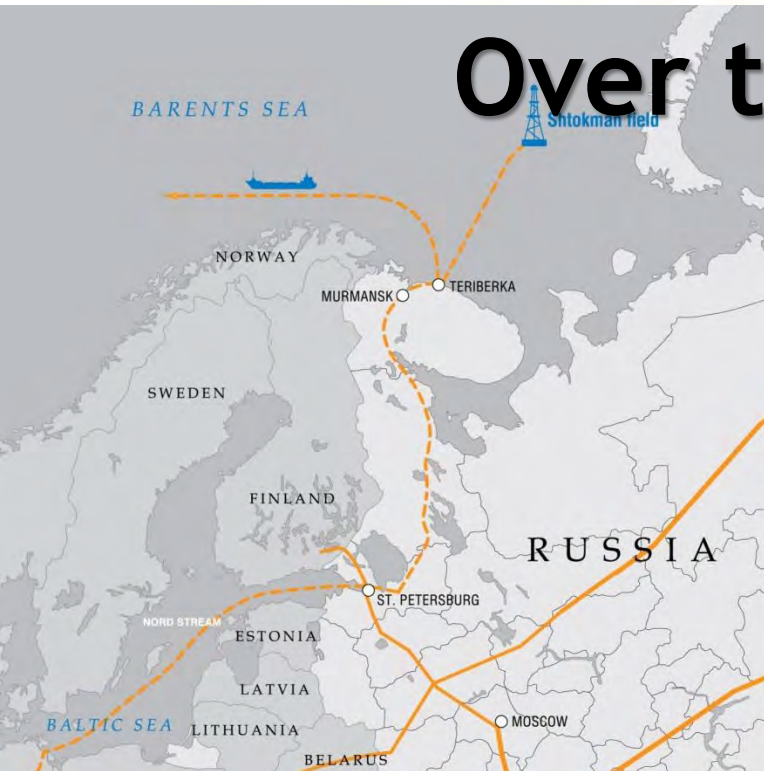 Over t
BARENTS SEA
Shtokman field
NORWAY
TERIBERKA
MURMANSK
SWEDEN
FINLAND
RUSSIA
ST. PETERSBURG
NORD STREAM
ESTONIA
LATVIA
MOSCOW
BALTIC SEA
LITHUANIA
BELARUS